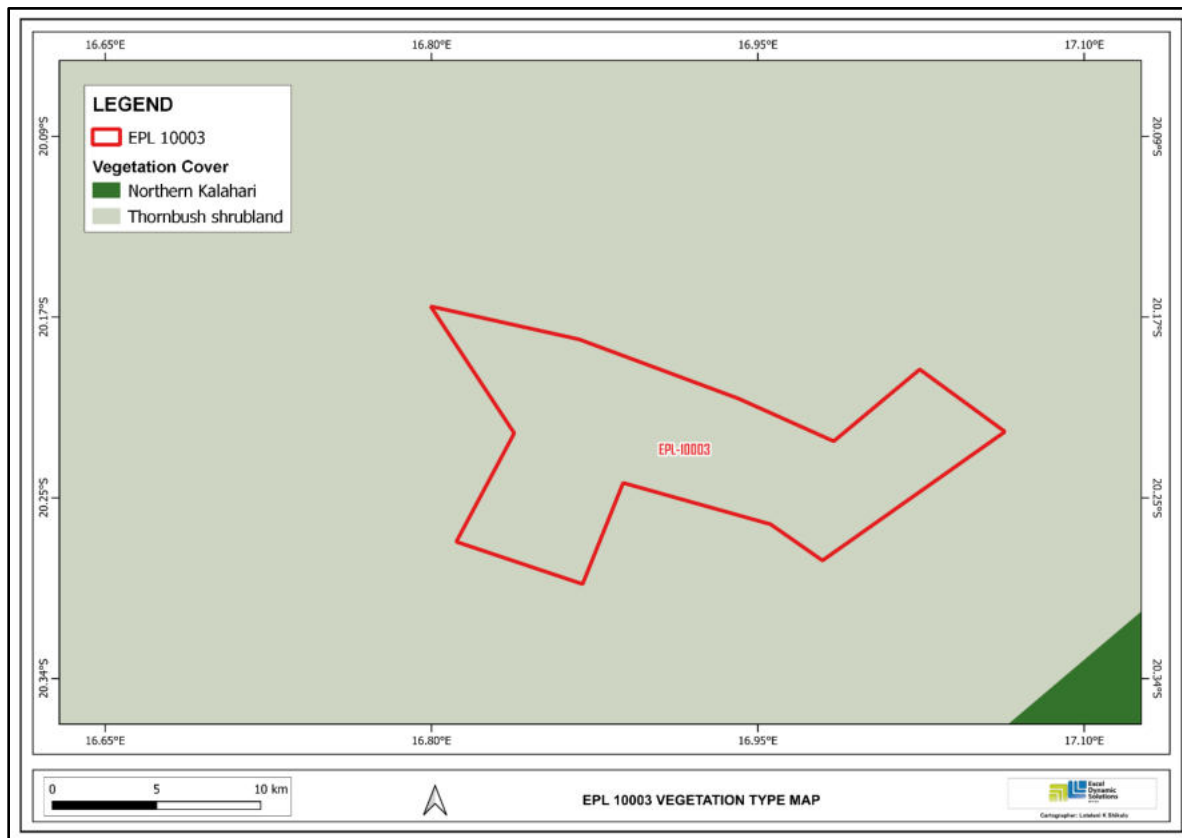 16.65°E 16.80°E 16.95°E 17.10°E
LEGEND
EPL 10003
Vegetation Cover
Northern Kalahari
Thornbush shrubland
20.09°S 20.09°S
20.17°S 20.17°S
EPL-10003
20.25°S 20.25°S
20.34°S 20.34°S
16.65°E 16.80°E 16.95°E 17.10°E
0 5 10 km
EPL 10003 VEGETATION TYPE MAP
Excel
Dynamic
Solutions